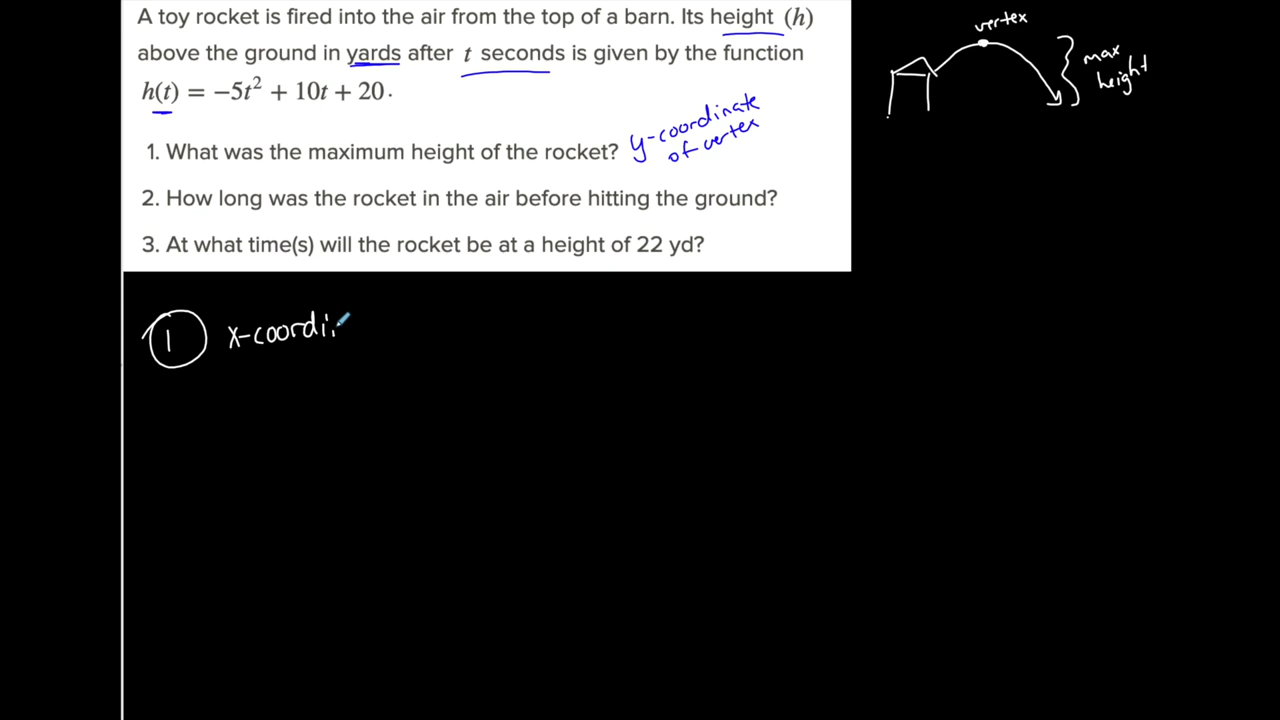 A toy rocket is fired into the air from the top of a barn. Its height (h)
above the ground in yards after t seconds is given by the function
h(t) = −5t² + 10t + 20.
1. What was the maximum height of the rocket?
y-coordinate
of vertex
2. How long was the rocket in the air before hitting the ground?
3. At what time(s) will the rocket be at a height of 22 yd?
vertex
max
height
1 x-coordi